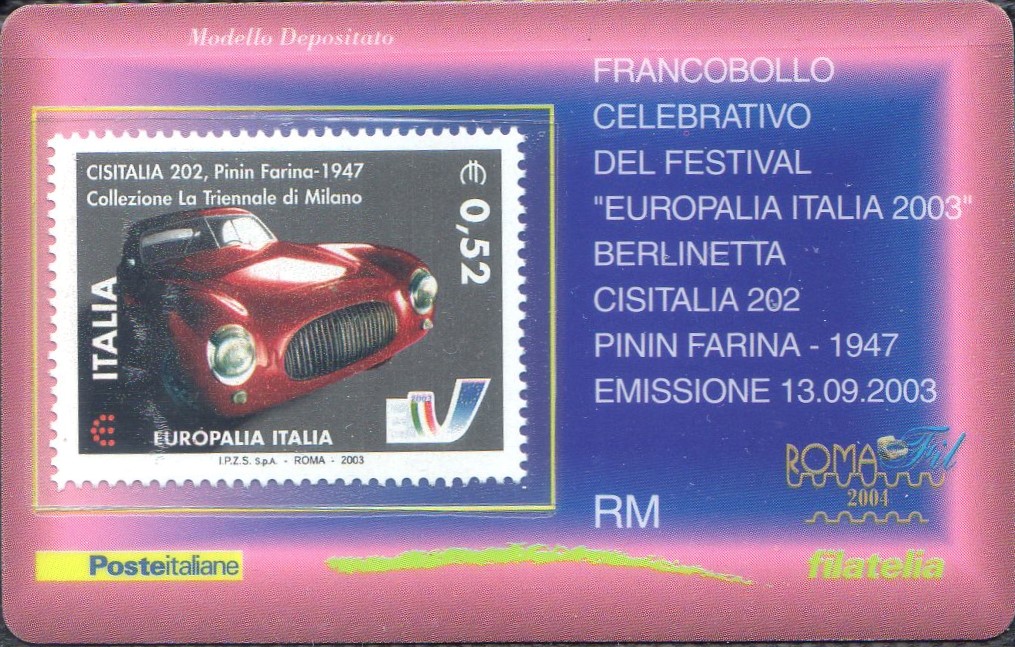 Modello Depositato
CISITALIA 202, Pinin Farina-1947
Collezione La Triennale di Milano
€ 0,52
ITALIA
2003
EUROPALIA ITALIA
I.P.Z.S. S.p.A. - ROMA - 2003
FRANCOBOLLO
CELEBRATIVO
DEL FESTIVAL
"EUROPALIA ITALIA 2003"
BERLINETTA
CISITALIA 202
PININ FARINA - 1947
EMISSIONE 13.09.2003
ROMA Fil
2004
RM
Posteitaliane
filatelia